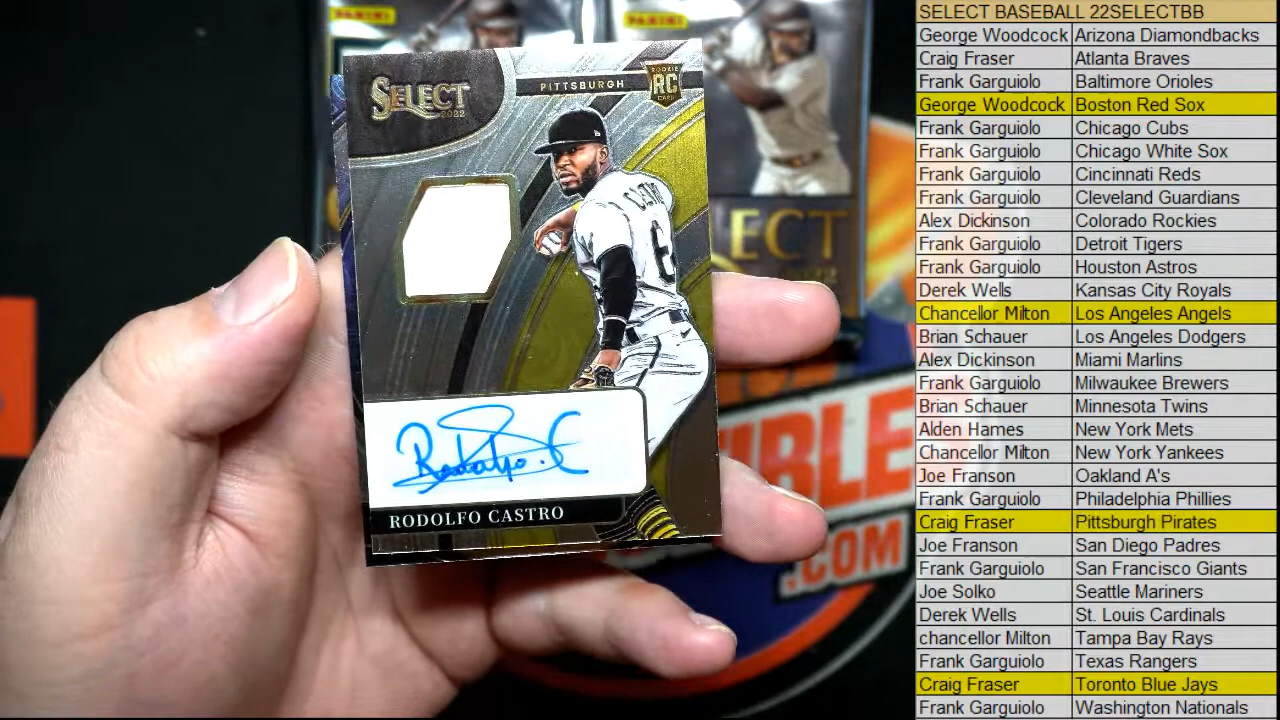 PANINI
PANINI
SELECT
2022
PITTSBURGH
ROOKIE
RC
CARD
RODOLFO CASTRO
ECT
IBLE
.COM
SELECT BASEBALL 22SELECTBB
George Woodcock Arizona Diamondbacks
Craig Fraser Atlanta Braves
Frank Garguiolo Baltimore Orioles
George Woodcock Boston Red Sox
Frank Garguiolo Chicago Cubs
Frank Garguiolo Chicago White Sox
Frank Garguiolo Cincinnati Reds
Frank Garguiolo Cleveland Guardians
Alex Dickinson Colorado Rockies
Frank Garguiolo Detroit Tigers
Frank Garguiolo Houston Astros
Derek Wells Kansas City Royals
Chancellor Milton Los Angeles Angels
Brian Schauer Los Angeles Dodgers
Alex Dickinson Miami Marlins
Frank Garguiolo Milwaukee Brewers
Brian Schauer Minnesota Twins
Alden Hames New York Mets
Chancellor Milton New York Yankees
Joe Franson Oakland A's
Frank Garguiolo Philadelphia Phillies
Craig Fraser Pittsburgh Pirates
Joe Franson San Diego Padres
Frank Garguiolo San Francisco Giants
Joe Solko Seattle Mariners
Derek Wells St. Louis Cardinals
chancellor Milton Tampa Bay Rays
Frank Garguiolo Texas Rangers
Craig Fraser Toronto Blue Jays
Frank Garguiolo Washington Nationals